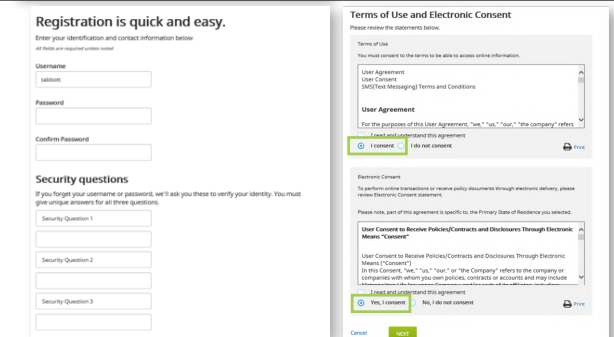 Registration is quick and easy.
Enter your identification and contact information below
All fields are required unless noted
Username
tabbott
Password
Confirm Password
Security questions
If you forget your username or password, we'll ask you these to verify your identity. You must
give unique answers for all three questions.
Security Question 1
Security Question 2
Security Question 3
Terms of Use and Electronic Consent
Please review the statements below.
Terms of Use
You must consent to the terms to be able to access online information.
User Agreement
User Consent
SMS(Text Messaging) Terms and Conditions
User Agreement
For the purposes of this User Agreement, "we," "us," "our," "the company" refers
I read and understand this agreement
I consent
I do not consent
Print
Electronic Consent
To perform online transactions or receive policy documents through electronic delivery, please
review Electronic Consent statement.
Please note, part of this agreement is specific to, the Primary State of Residence you selected.
User Consent to Receive Policies/Contracts and Disclosures Through Electronic
Means "Consent"
User Consent to Receive Policies/Contracts and Disclosures Through Electronic
Means ("Consent")
In this Consent, "we," "us," "our," or "the Company" refers to the company or
companies with whom you own policies, contracts or accounts and may include
Metropolitan Life Insurance Company and/or each of its affiliates including
I read and understand this agreement
Yes, I consent
No, I do not consent
Print
Cancel
NEXT